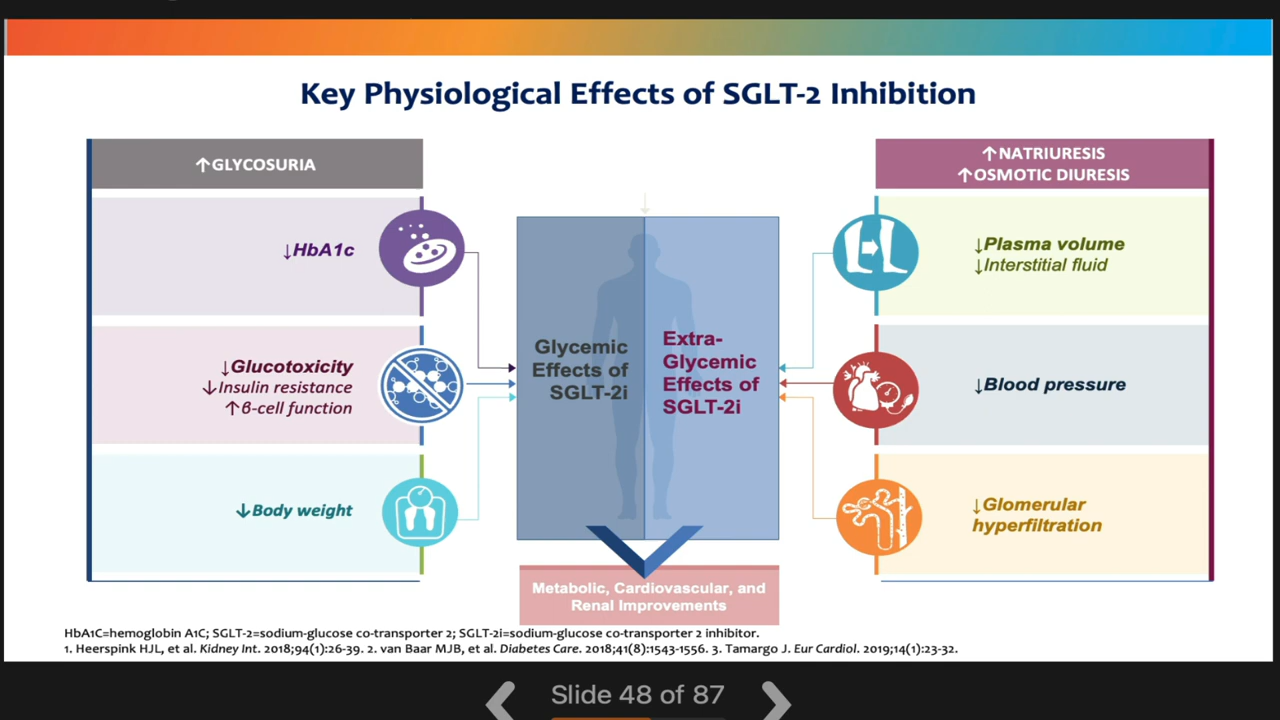 Key Physiological Effects of SGLT-2 Inhibition
↑GLYCOSURIA
↓HbA1c
↓Glucotoxicity
↓Insulin resistance
↑β-cell function
↓Body weight
Glycemic
Effects of
SGLT-2i
Extra-
Glycemic
Effects of
SGLT-2i
↑NATRIURESIS
↑OSMOTIC DIURESIS
↓Plasma volume
↓Interstitial fluid
↓Blood pressure
↓Glomerular
hyperfiltration
Metabolic, Cardiovascular, and
Renal Improvements
HbA1C=hemoglobin A1C; SGLT-2=sodium-glucose co-transporter 2; SGLT-2i=sodium-glucose co-transporter 2 inhibitor.
1. Heerspink HJL, et al. Kidney Int. 2018;94(1):26-39. 2. van Baar MJB, et al. Diabetes Care. 2018;41(8):1543-1556. 3. Tamargo J. Eur Cardiol. 2019;14(1):23-32.
Slide 48 of 87